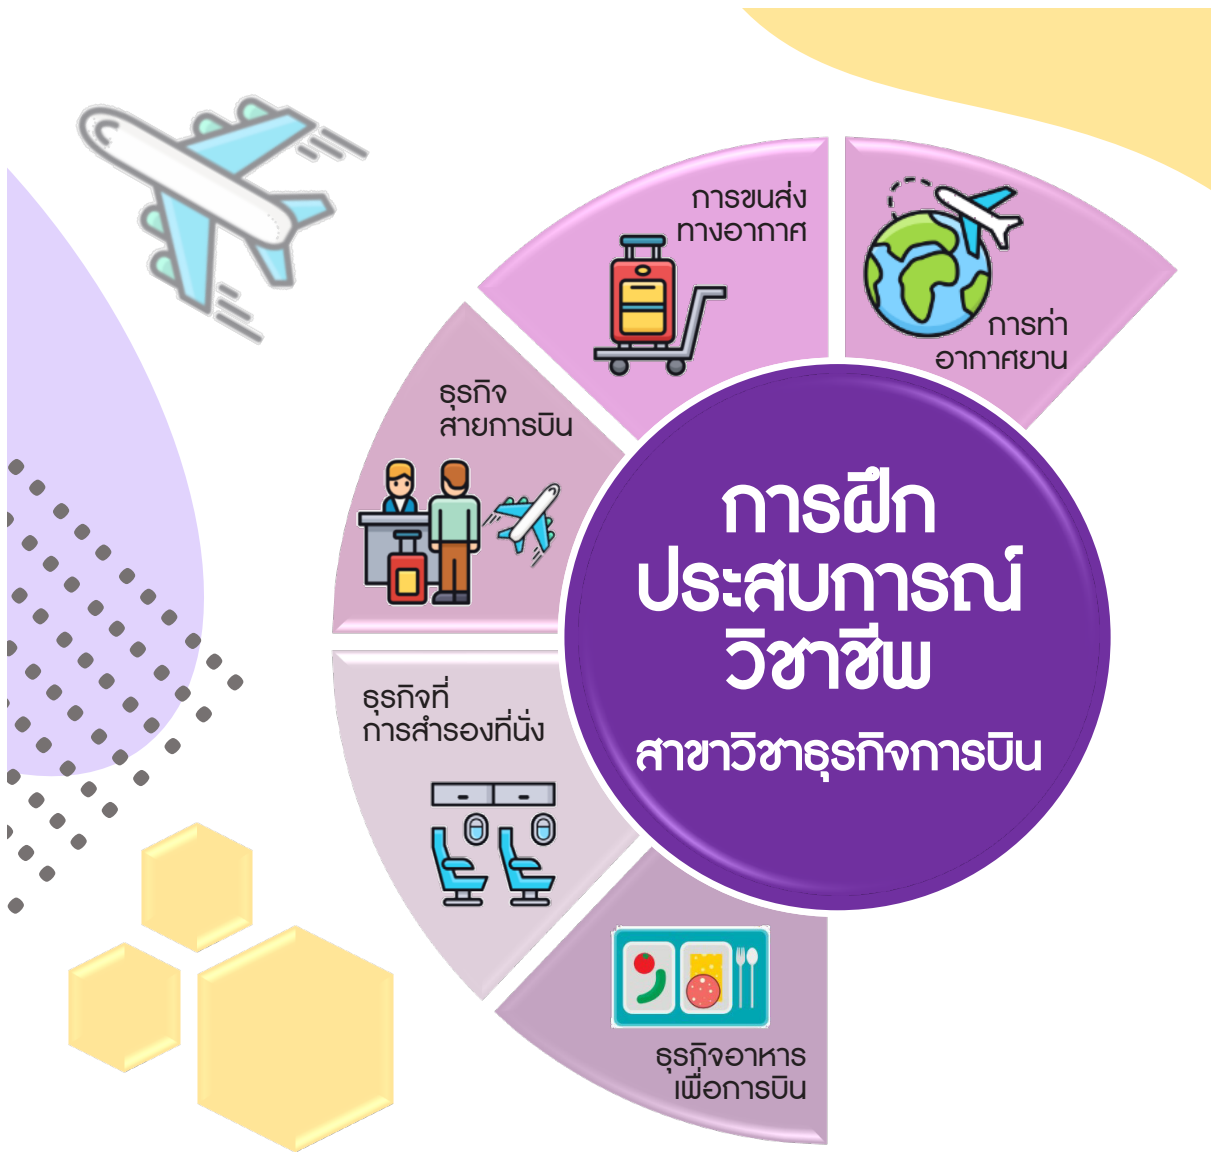 การขนส่ง
ทางอากาศ
การท่า
อากาศยาน
ธุรกิจ
สายการบิน
การฝึก
ประสบการณ์
วิชาชีพ
สาขาวิชาธุรกิจการบิน
ธุรกิจที่
การสำรองที่นั่ง
ธุรกิจอาหาร
เพื่อการบิน